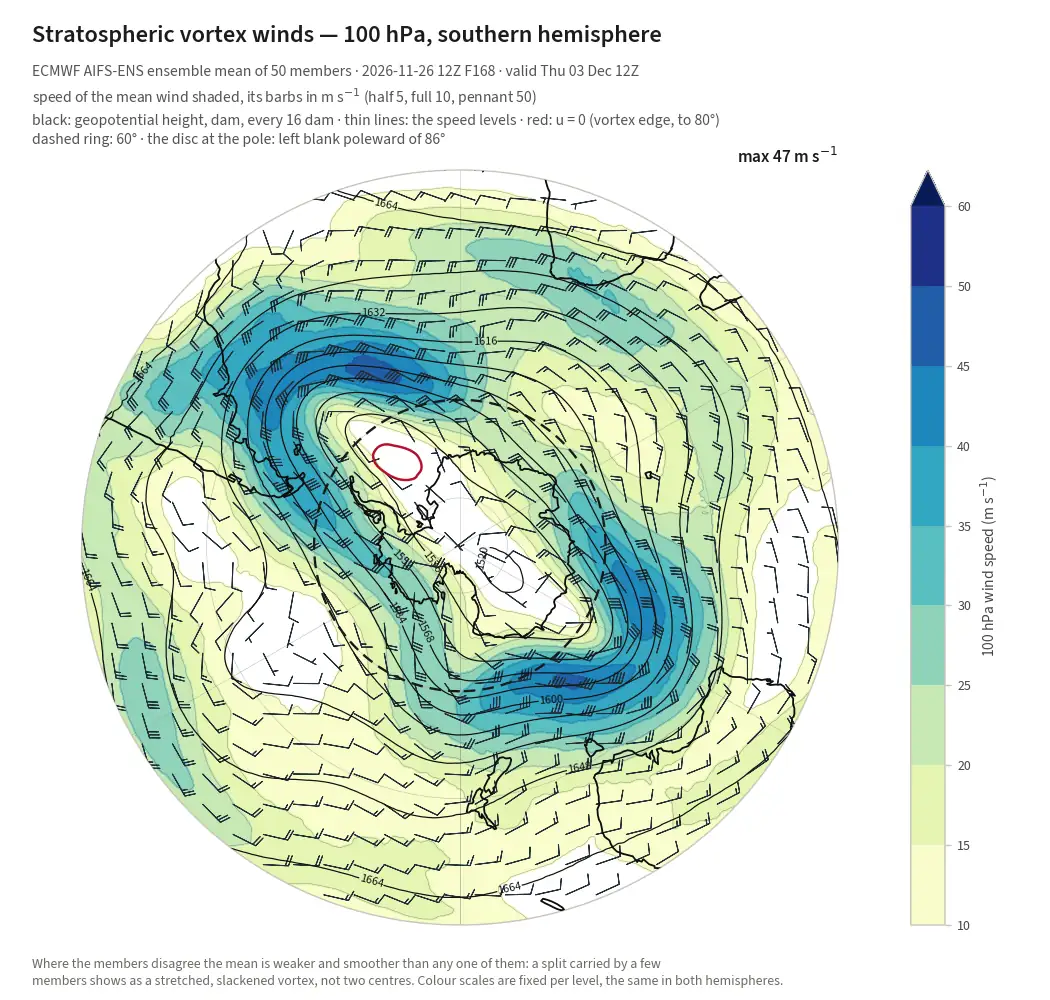 Stratospheric vortex winds — 100 hPa, southern hemisphere
ECMWF AIFS-ENS ensemble mean of 50 members · 2026-11-26 12Z F168 · valid Thu 03 Dec 12Z
speed of the mean wind shaded, its barbs in m s⁻¹ (half 5, full 10, pennant 50)
black: geopotential height, dam, every 16 dam · thin lines: the speed levels · red: u = 0 (vortex edge, to 80°)
dashed ring: 60° · the disc at the pole: left blank poleward of 86°
max 47 m s⁻¹
1664
1632
1616
1664
1520
1664
1568
1600
1648
1664
1664
60
50
45
40
35
30
25
20
15
10
100 hPa wind speed (m s⁻¹)
Where the members disagree the mean is weaker and smoother than any one of them: a split carried by a few
members shows as a stretched, slackened vortex, not two centres. Colour scales are fixed per level, the same in both hemispheres.